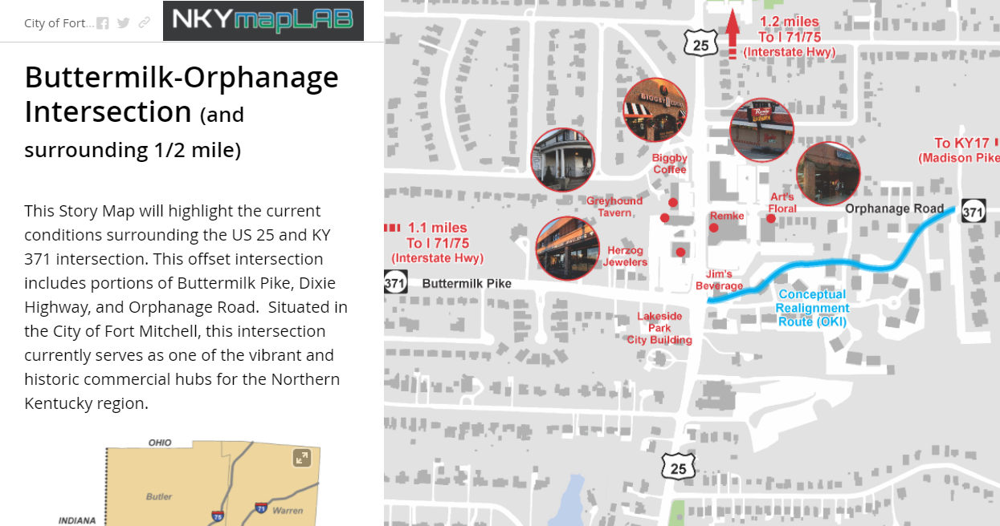 City of Fort...
NKYmapLAB
Buttermilk-Orphanage
Intersection (and
surrounding 1/2 mile)
This Story Map will highlight the current
conditions surrounding the US 25 and KY
371 intersection. This offset intersection
includes portions of Buttermilk Pike, Dixie
Highway, and Orphanage Road.  Situated in
the City of Fort Mitchell, this intersection
currently serves as one of the vibrant and
historic commercial hubs for the Northern
Kentucky region.
OHIO
Butler
75
71
Warren
INDIANA
25
1.2 miles
To I 71/75
(Interstate Hwy)
BIGGBY
Biggby
Coffee
To KY17
(Madison Pike
Greyhound
Tavern
Remke
Art's
Floral
Orphanage Road
371
1.1 miles
To I 71/75
(Interstate Hwy)
Herzog
Jewelers
371
Buttermilk Pike
Jim's
Beverage
Conceptual
Realignment
Route (OKI)
Lakeside
Park
City Building
25